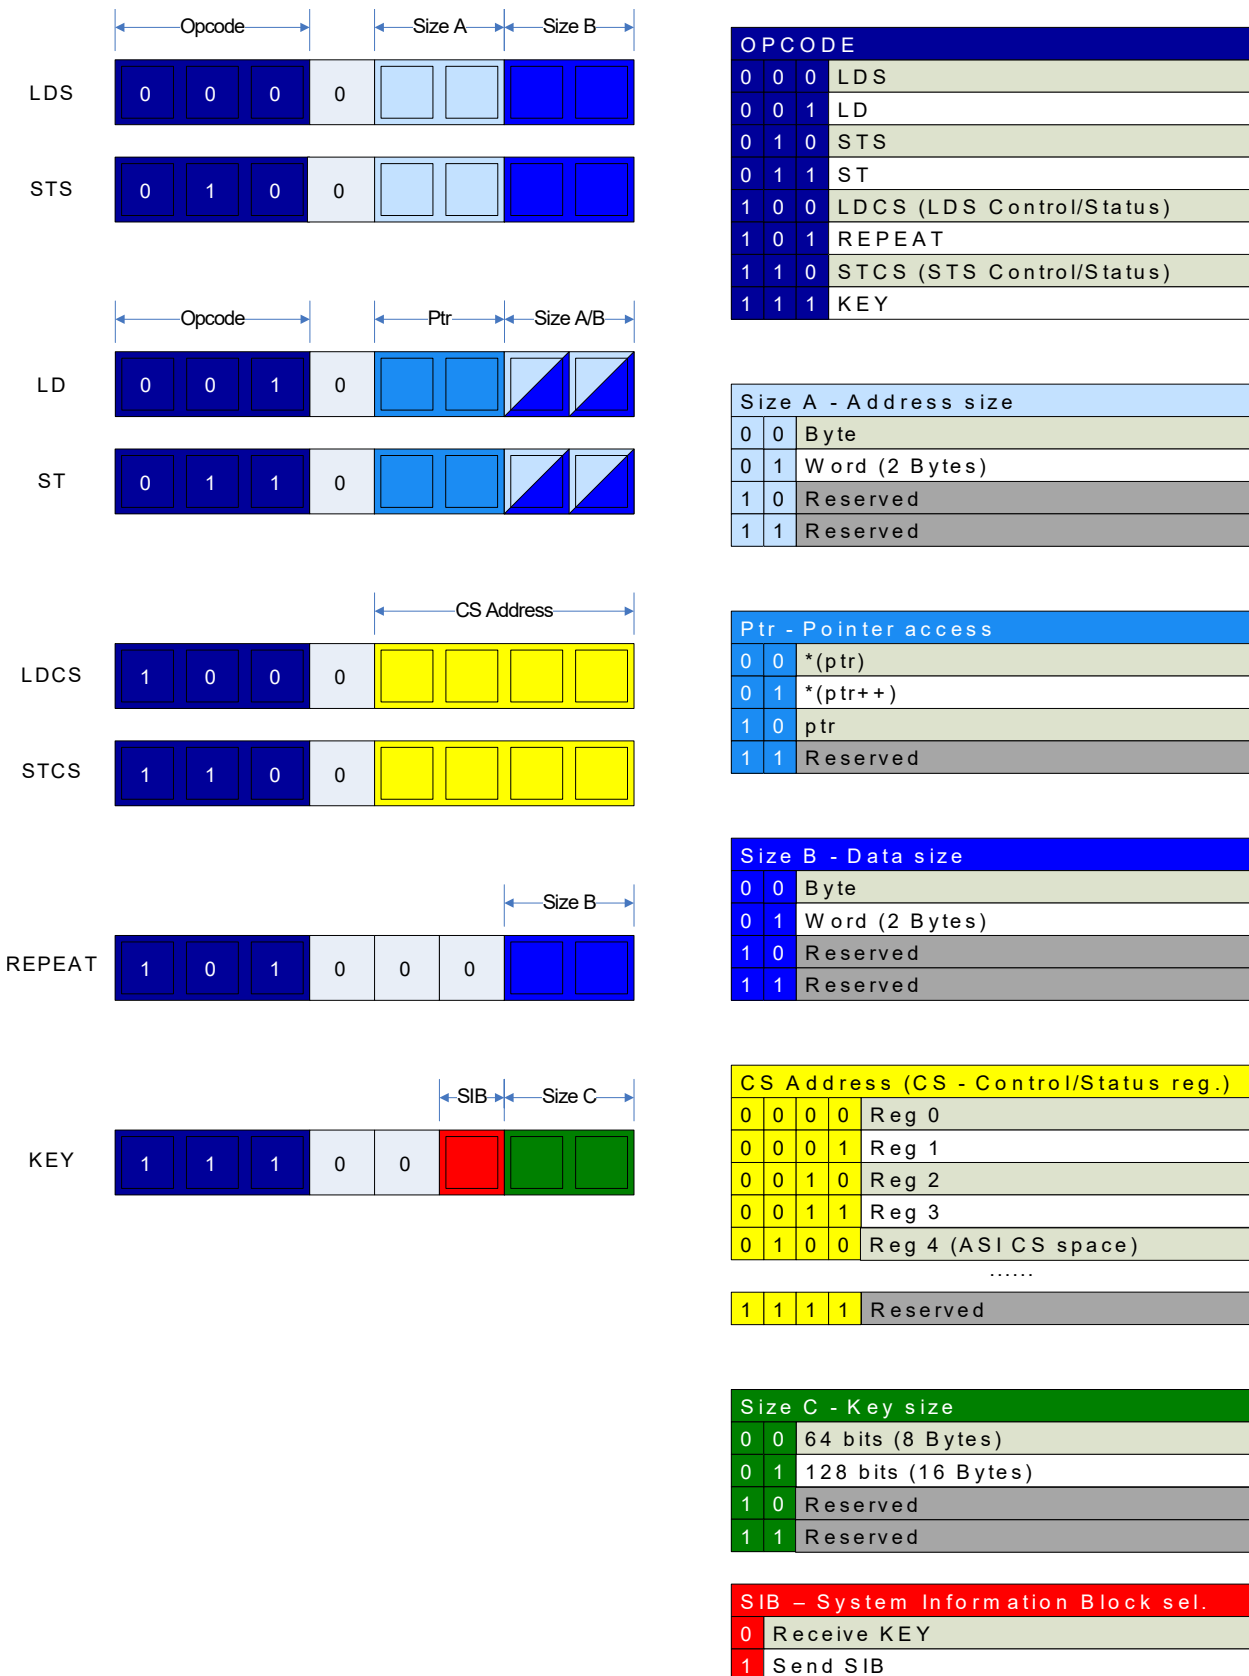 Opcode Size A Size B
LDS 0 0 0 0
STS 0 1 0 0
Opcode Ptr Size A/B
LD 0 0 1 0
ST 0 1 1 0
CS Address
LDCS 1 0 0 0
STCS 1 1 0 0
Size B
REPEAT 1 0 1 0 0 0
SIB Size C
KEY 1 1 1 0 0
OPCODE
0 0 0 LDS
0 0 1 LD
0 1 0 STS
0 1 1 ST
1 0 0 LDCS (LDS Control/Status)
1 0 1 REPEAT
1 1 0 STCS (STS Control/Status)
1 1 1 KEY
Size A - Address size
0 0 Byte
0 1 Word (2 Bytes)
1 0 Reserved
1 1 Reserved
Ptr - Pointer access
0 0 *(ptr)
0 1 *(ptr++)
1 0 ptr
1 1 Reserved
Size B - Data size
0 0 Byte
0 1 Word (2 Bytes)
1 0 Reserved
1 1 Reserved
CS Address (CS - Control/Status reg.)
0 0 0 0 Reg 0
0 0 0 1 Reg 1
0 0 1 0 Reg 2
0 0 1 1 Reg 3
0 1 0 0 Reg 4 (ASI CS space)
......
1 1 1 1 Reserved
Size C - Key size
0 0 64 bits (8 Bytes)
0 1 128 bits (16 Bytes)
1 0 Reserved
1 1 Reserved
SIB – System Information Block sel.
0 Receive KEY
1 Send SIB